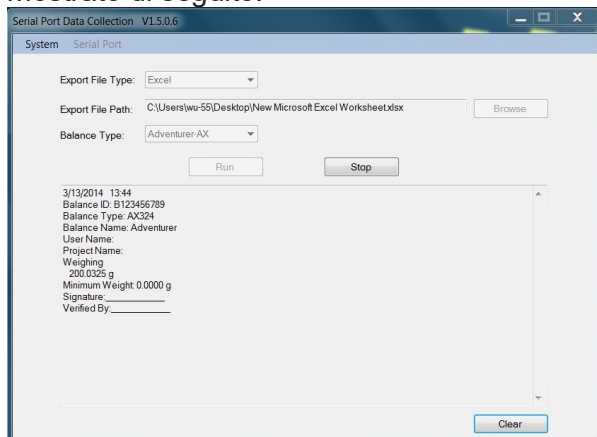 mostrato di seguito:
Serial Port Data Collection V1.5.0.6
System Serial Port
Export File Type: Excel
Export File Path: C:\Users\wu-55\Desktop\New Microsoft Excel Worksheet.xlsx Browse
Balance Type: Adventurer-AX
Run Stop
3/13/2014 13:44
Balance ID: B123456789
Balance Type: AX324
Balance Name: Adventurer
User Name:
Project Name:
Weighing
200.0325 g
Minimum Weight: 0.0000 g
Signature:___________
Verified By:___________
Clear